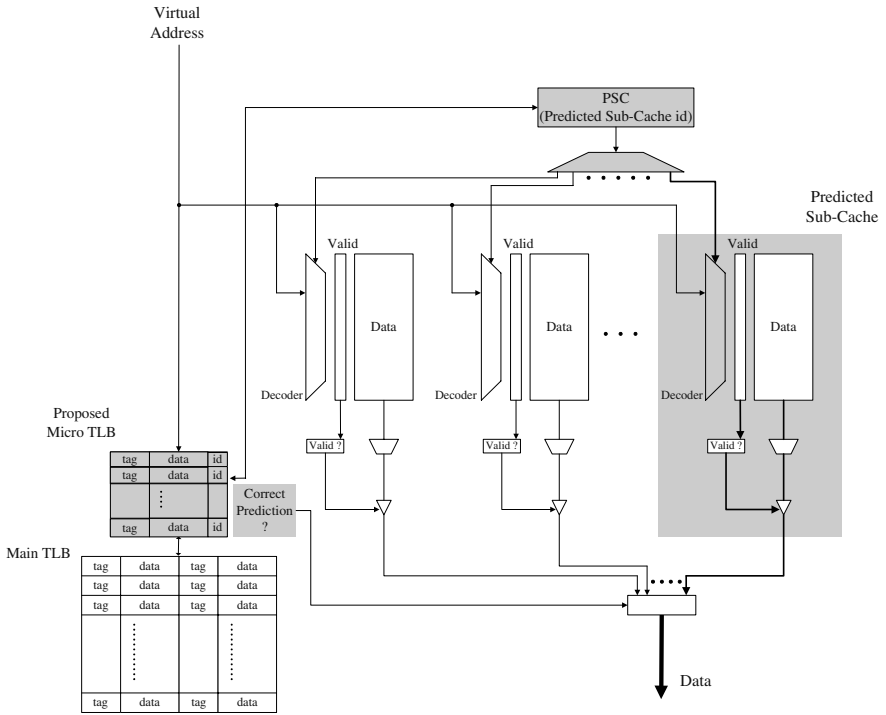 Virtual
Address
PSC
(Predicted Sub-Cache id)
Predicted
Sub-Cache
Valid
Valid
Valid
Data
Data
Data
Decoder
Decoder
Decoder
Valid ?
Valid ?
Valid ?
Proposed
Micro TLB
tag data id
tag data id
tag data id
Correct
Prediction
?
Main TLB
tag data tag data
tag data tag data
tag data tag data
tag data tag data
Data